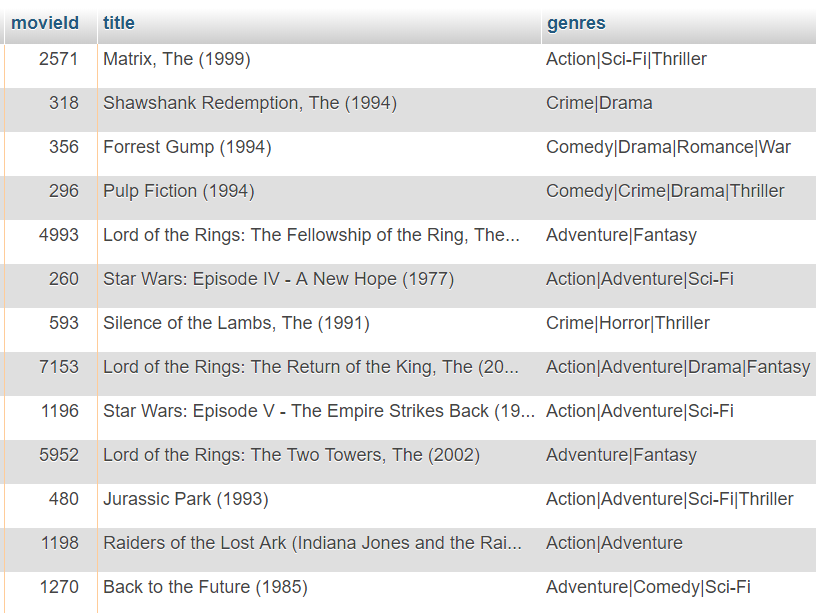 movieId title genres
2571 Matrix, The (1999) Action|Sci-Fi|Thriller
318 Shawshank Redemption, The (1994) Crime|Drama
356 Forrest Gump (1994) Comedy|Drama|Romance|War
296 Pulp Fiction (1994) Comedy|Crime|Drama|Thriller
4993 Lord of the Rings: The Fellowship of the Ring, The... Adventure|Fantasy
260 Star Wars: Episode IV - A New Hope (1977) Action|Adventure|Sci-Fi
593 Silence of the Lambs, The (1991) Crime|Horror|Thriller
7153 Lord of the Rings: The Return of the King, The (20... Action|Adventure|Drama|Fantasy
1196 Star Wars: Episode V - The Empire Strikes Back (19... Action|Adventure|Sci-Fi
5952 Lord of the Rings: The Two Towers, The (2002) Adventure|Fantasy
480 Jurassic Park (1993) Action|Adventure|Sci-Fi|Thriller
1198 Raiders of the Lost Ark (Indiana Jones and the Rai... Action|Adventure
1270 Back to the Future (1985) Adventure|Comedy|Sci-Fi